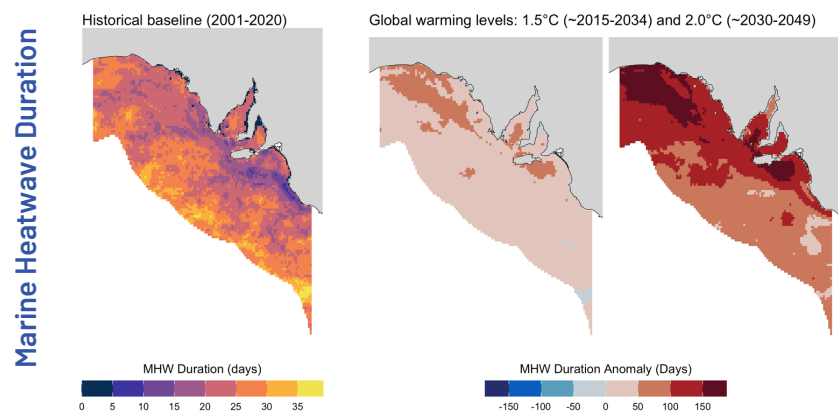 Marine Heatwave Duration
Historical baseline (2001-2020)
Global warming levels: 1.5°C (~2015-2034) and 2.0°C (~2030-2049)
MHW Duration (days)
0 5 10 15 20 25 30 35
MHW Duration Anomaly (Days)
-150 -100 -50 0 50 100 150